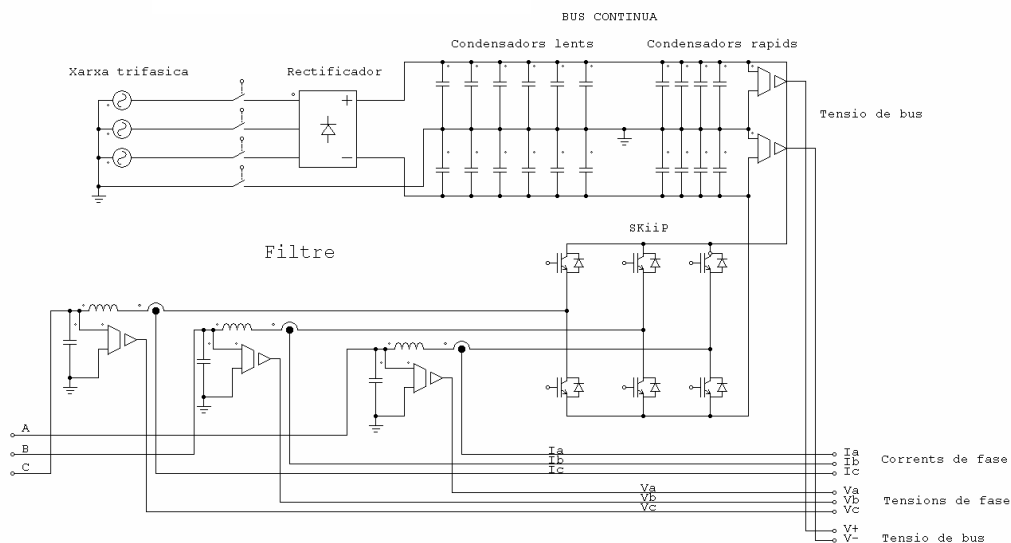 BUS CONTINUA
Condensadors lents
Condensadors rapids
Xarxa trifasica
Rectificador
Tensio de bus
SKiiP
Filtre
A
B
C
Ia
Ib
Ic
Ia
Ib
Ic
Corrents de fase
Va
Vb
Vc
Va
Vb
Vc
Tensions de fase
V+
V-
Tensio de bus